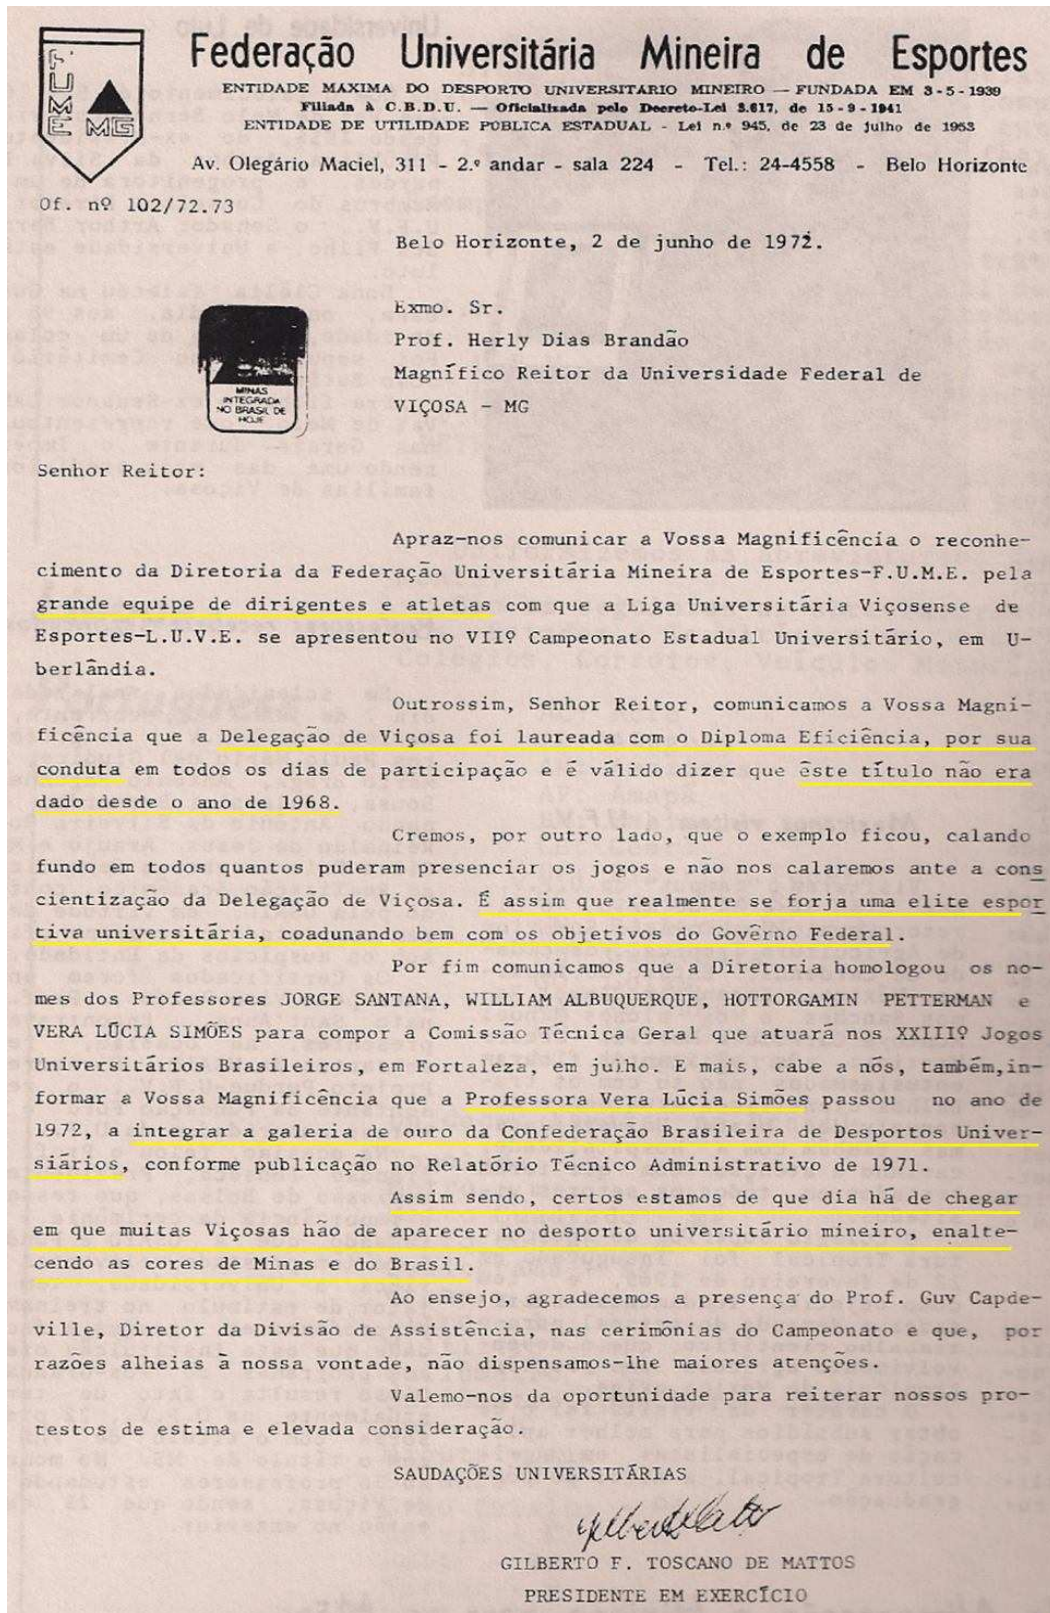 F.U.M.E. MG
Federação Universitária Mineira de Esportes
ENTIDADE MAXIMA DO DESPORTO UNIVERSITARIO MINEIRO — FUNDADA EM 3-5-1939
Filiada à C.B.D.U. — Oficializada pelo Decreto-Lei 3.617, de 15-9-1941
ENTIDADE DE UTILIDADE PÚBLICA ESTADUAL - Lei n.º 945, de 23 de julho de 1953
Av. Olegário Maciel, 311 - 2.º andar - sala 224 - Tel.: 24-4558 - Belo Horizonte
Of. nº 102/72.73
Belo Horizonte, 2 de junho de 1972.
Exmo. Sr.
Prof. Herly Dias Brandão
Magnífico Reitor da Universidade Federal de
VIÇOSA - MG
MINAS
INTEGRADA
NO BRASIL DE
HOJE
Senhor Reitor:
Apraz-nos comunicar a Vossa Magnificência o reconhe-
cimento da Diretoria da Federação Universitária Mineira de Esportes-F.U.M.E. pela
grande equipe de dirigentes e atletas com que a Liga Universitária Viçosense de
Esportes-L.U.V.E. se apresentou no VIIº Campeonato Estadual Universitário, em U-
berlândia.
Outrossim, Senhor Reitor, comunicamos a Vossa Magni-
ficência que a Delegação de Viçosa foi laureada com o Diploma Eficiência, por sua
conduta em todos os dias de participação e é válido dizer que êste título não era
dado desde o ano de 1968.
Cremos, por outro lado, que o exemplo ficou, calando
fundo em todos quantos puderam presenciar os jogos e não nos calaremos ante a cons
cientização da Delegação de Viçosa. É assim que realmente se forja uma elite espor
tiva universitária, coadunando bem com os objetivos do Govêrno Federal.
Por fim comunicamos que a Diretoria homologou os no-
mes dos Professores JORGE SANTANA, WILLIAM ALBUQUERQUE, HOTTORGAMIN PETTERMAN e
VERA LÚCIA SIMÕES para compor a Comissão Técnica Geral que atuará nos XXIIIº Jogos
Universitários Brasileiros, em Fortaleza, em julho. E mais, cabe a nós, também,in-
formar a Vossa Magnificência que a Professora Vera Lúcia Simões passou no ano de
1972, a integrar a galeria de ouro da Confederação Brasileira de Desportos Univer-
siários, conforme publicação no Relatório Técnico Administrativo de 1971.
Assim sendo, certos estamos de que dia há de chegar
em que muitas Viçosas hão de aparecer no desporto universitário mineiro, enalte-
cendo as cores de Minas e do Brasil.
Ao ensejo, agradecemos a presença do Prof. Guv Capde-
ville, Diretor da Divisão de Assistência, nas cerimônias do Campeonato e que, por
razões alheias à nossa vontade, não dispensamos-lhe maiores atenções.
Valemo-nos da oportunidade para reiterar nossos pro-
testos de estima e elevada consideração.
SAUDAÇÕES UNIVERSITÁRIAS
GILBERTO F. TOSCANO DE MATTOS
PRESIDENTE EM EXERCÍCIO